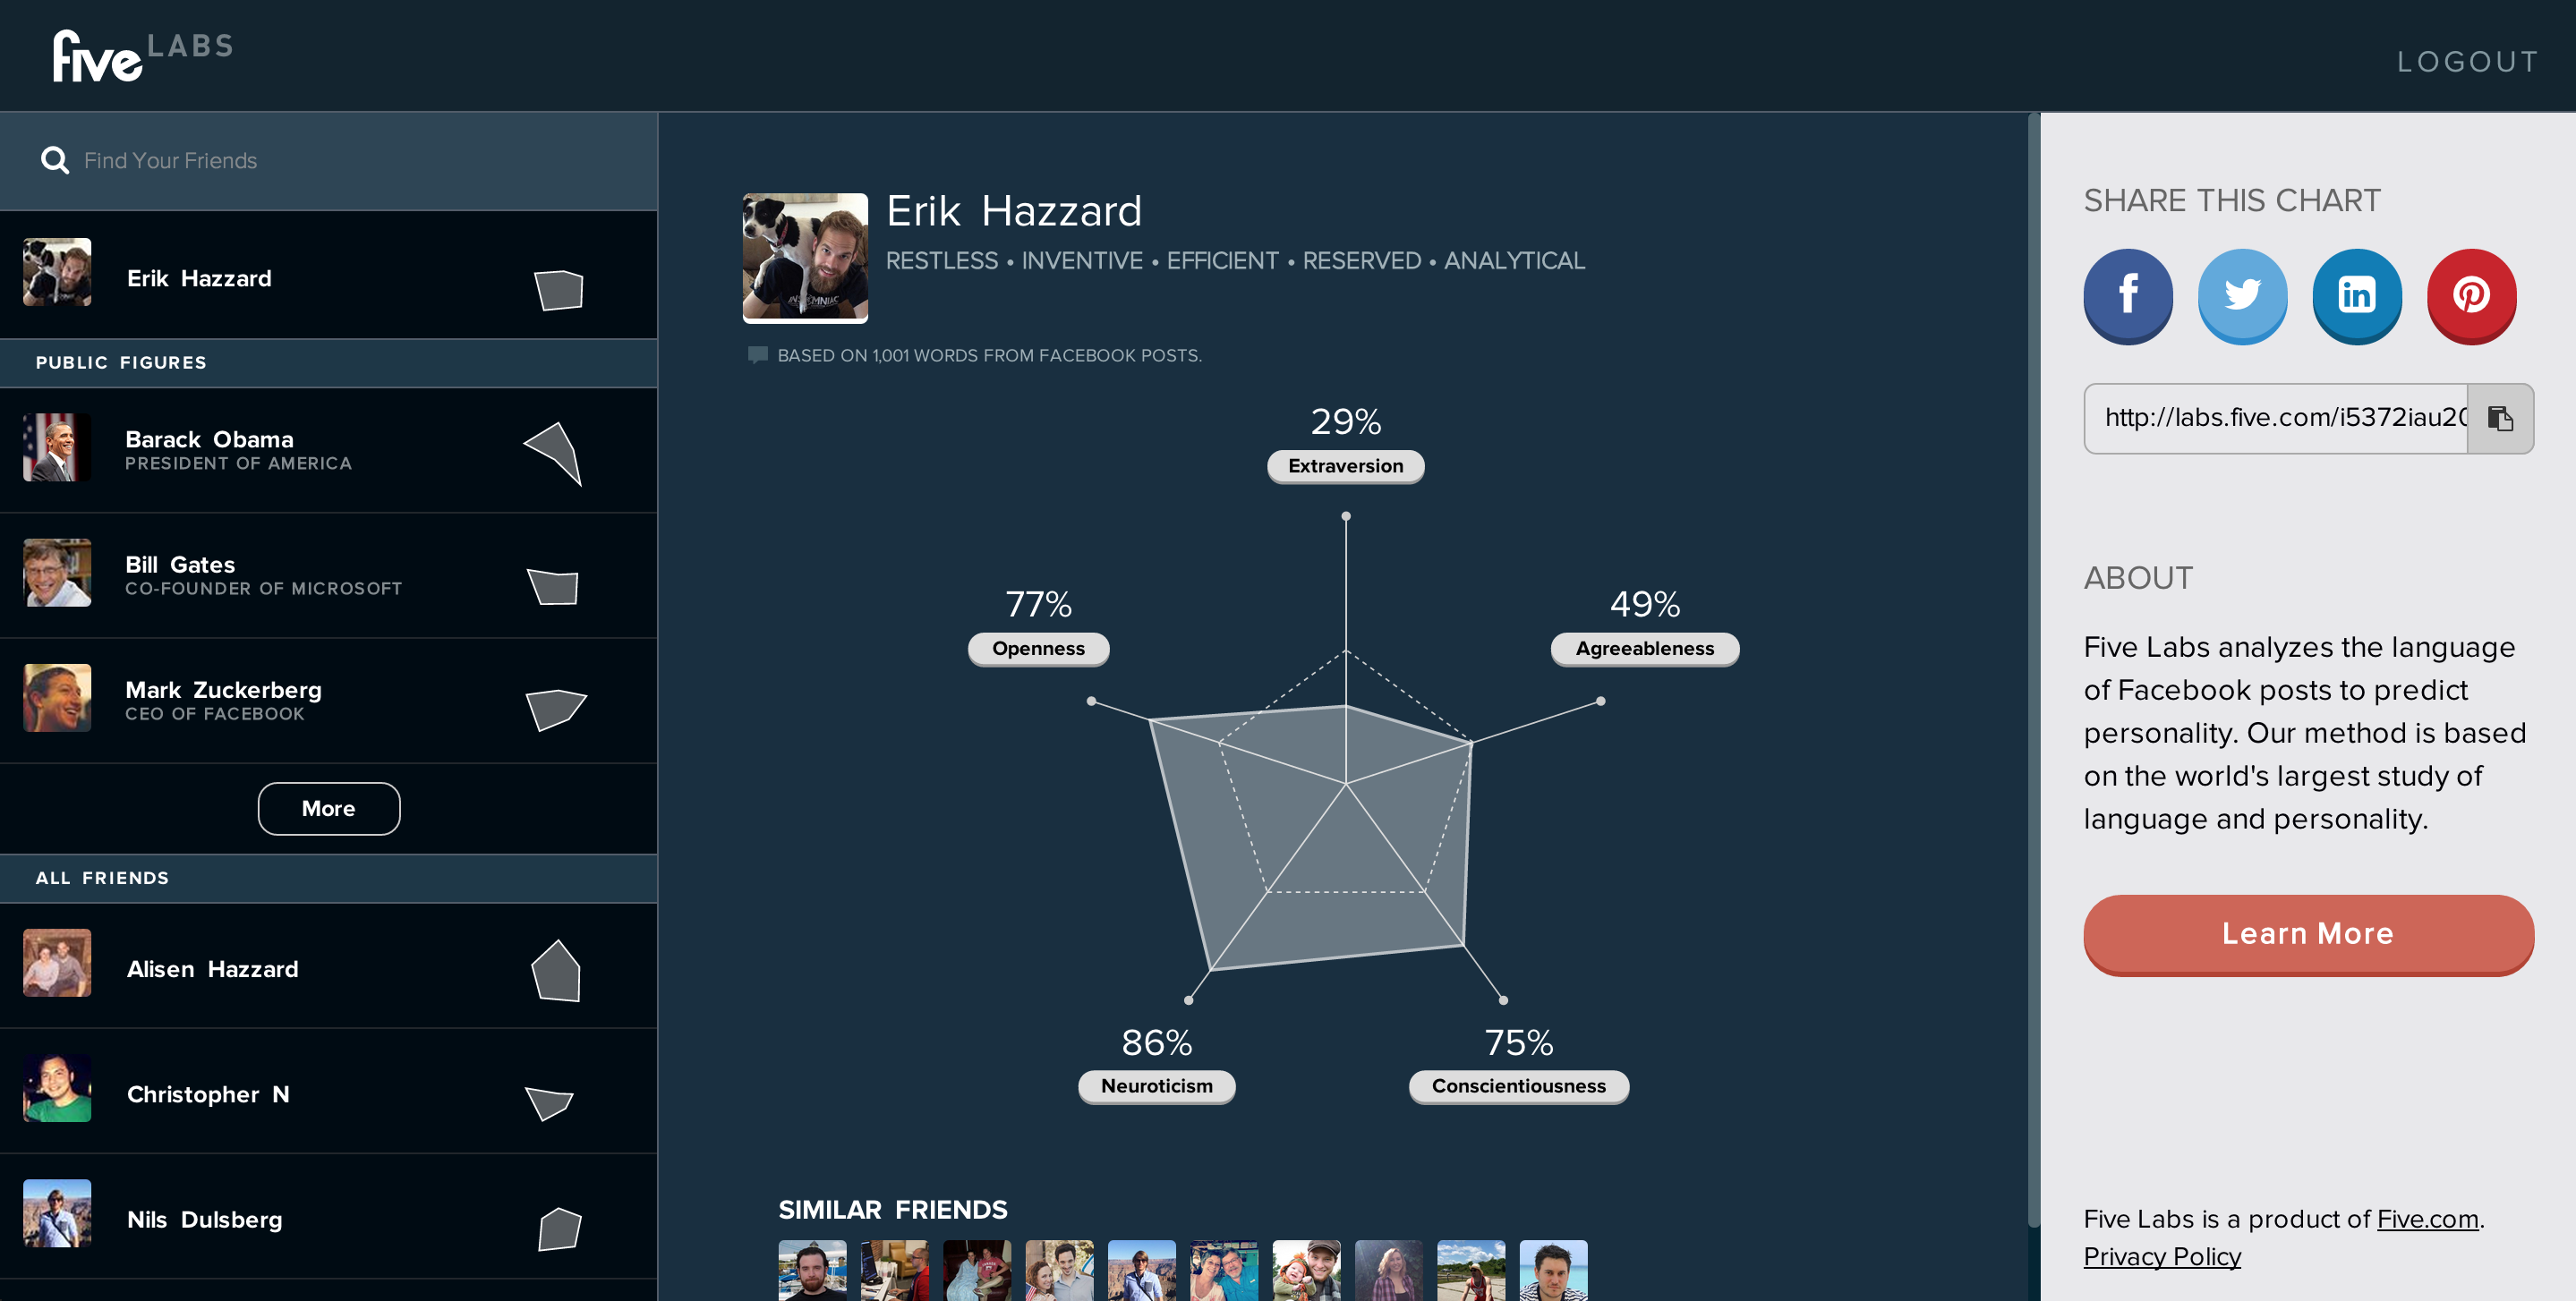 five LABS
LOGOUT
Find Your Friends
Erik Hazzard
PUBLIC FIGURES
Barack Obama
PRESIDENT OF AMERICA
Bill Gates
CO-FOUNDER OF MICROSOFT
Mark Zuckerberg
CEO OF FACEBOOK
More
ALL FRIENDS
Alisen Hazzard
Christopher N
Nils Dulsberg
Erik Hazzard
RESTLESS • INVENTIVE • EFFICIENT • RESERVED • ANALYTICAL
BASED ON 1,001 WORDS FROM FACEBOOK POSTS.
29%
Extraversion
77%
Openness
49%
Agreeableness
86%
Neuroticism
75%
Conscientiousness
SIMILAR FRIENDS
SHARE THIS CHART
http://labs.five.com/i5372iau20
ABOUT
Five Labs analyzes the language
of Facebook posts to predict
personality. Our method is based
on the world's largest study of
language and personality.
Learn More
Five Labs is a product of Five.com.
Privacy Policy